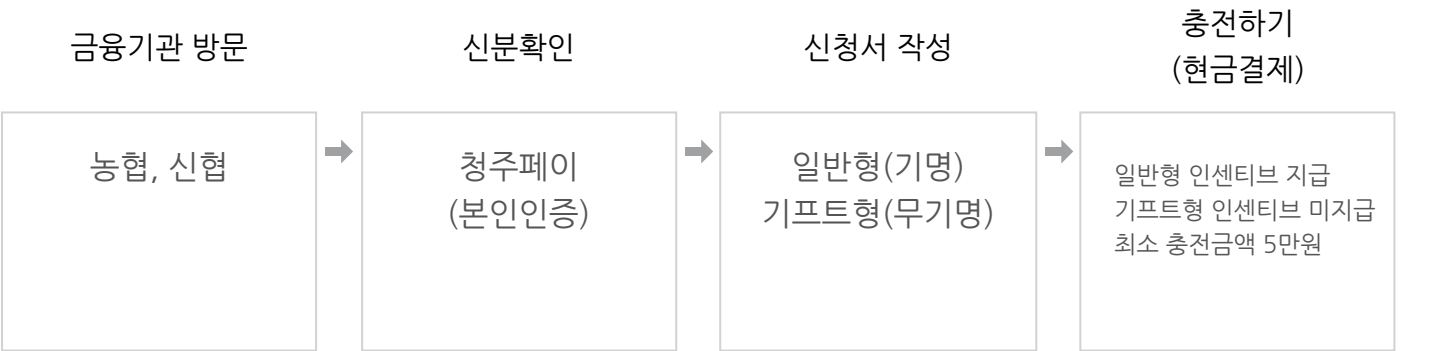 금융기관 방문
신분확인
신청서 작성
충전하기
(현금결제)
농협, 신협
청주페이
(본인인증)
일반형(기명)
기프트형(무기명)
일반형 인센티브 지급
기프트형 인센티브 미지급
최소 충전금액 5만원